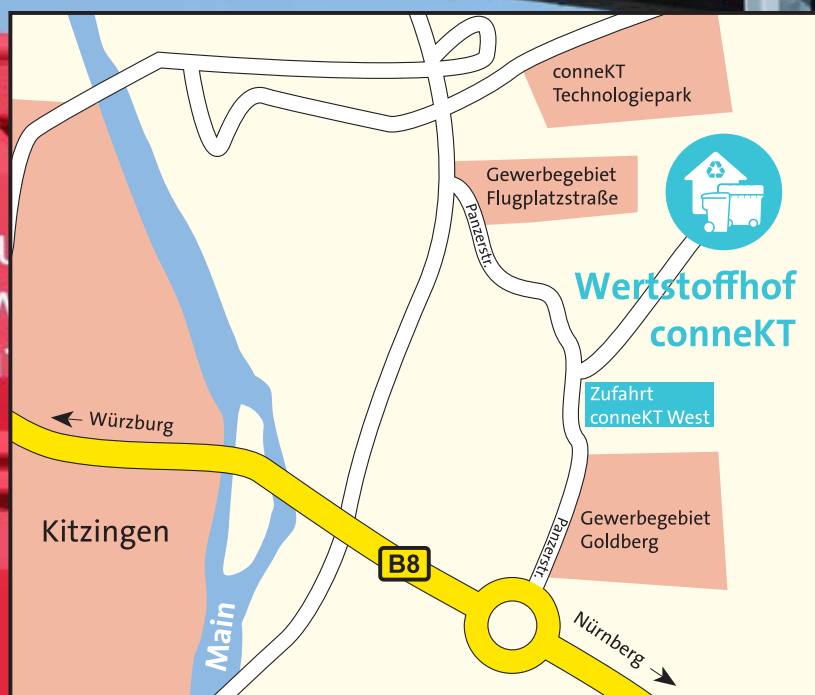 conneKT
Technologiepark
Gewerbegebiet
Flugplatzstraße
Panzerstr.
Wertstoffhof
conneKT
Zufahrt
conneKT West
Würzburg
Kitzingen
Gewerbegebiet
Goldberg
Panzerstr.
B8
Main
Nürnberg